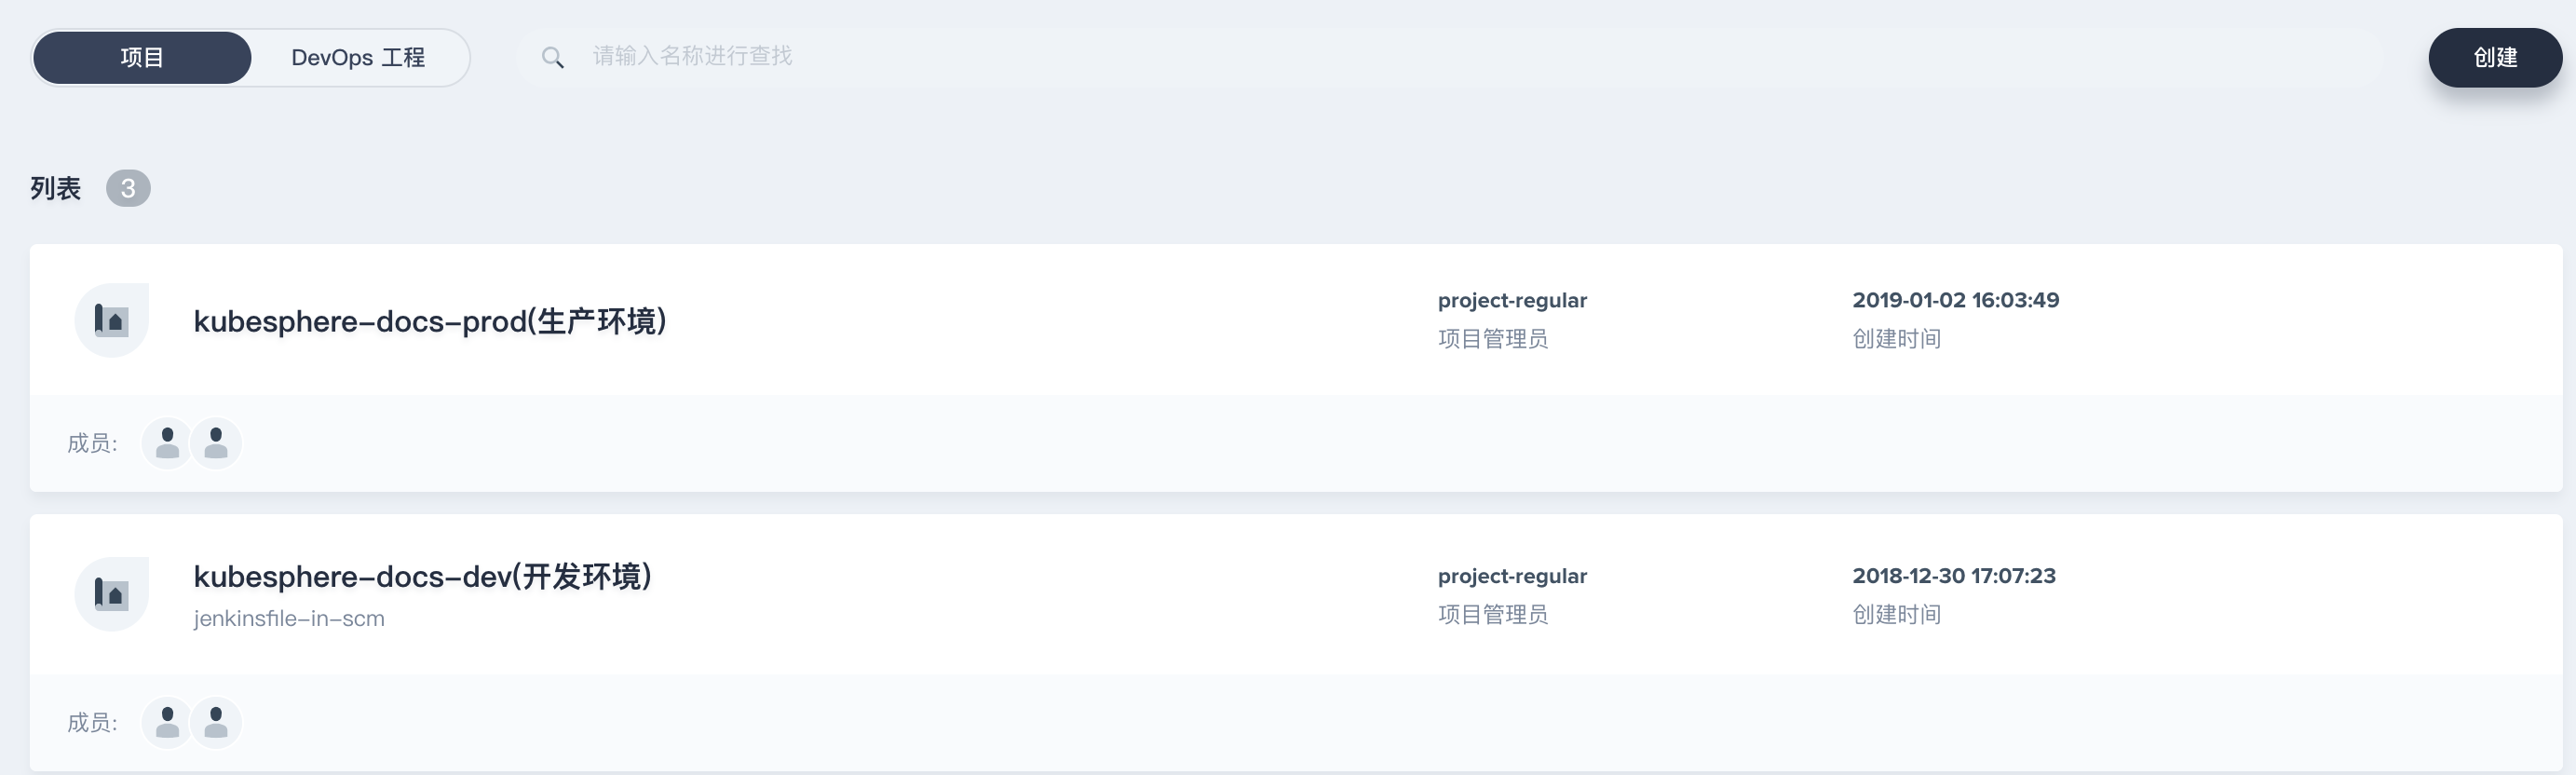 项目
DevOps 工程
请输入名称进行查找
创建
列表 3
kubesphere-docs-prod(生产环境)
project-regular
项目管理员
2019-01-02 16:03:49
创建时间
成员:
kubesphere-docs-dev(开发环境)
jenkinsfile-in-scm
project-regular
项目管理员
2018-12-30 17:07:23
创建时间
成员: